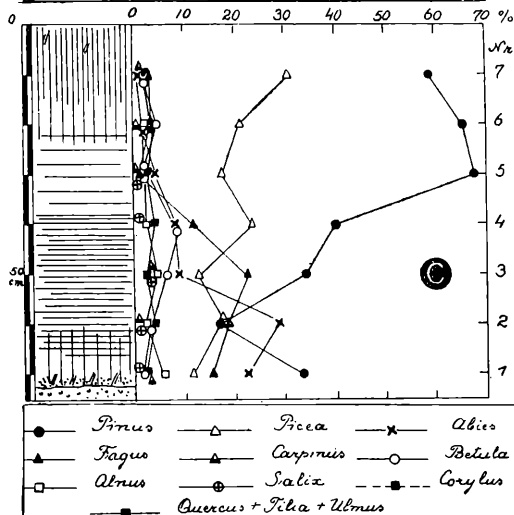 0 0 10 20 30 40 50 60 70 %
Nr
7
6
5
4
50 cm 3 C
2
1
Pinus Picea Abies
Fagus Carpinus Betula
Alnus Salix Corylus
Quercus + Tilia + Ulmus